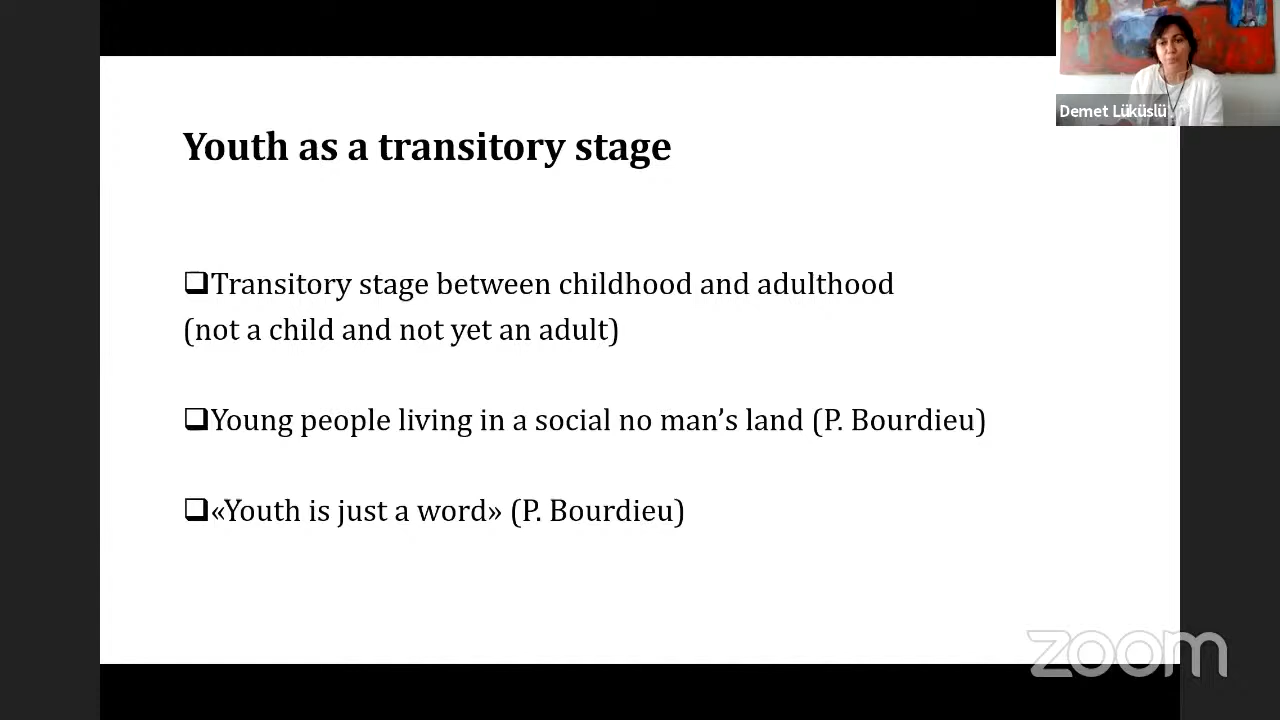 Demet Lüküslü
Youth as a transitory stage
❑Transitory stage between childhood and adulthood
(not a child and not yet an adult)
❑Young people living in a social no man’s land (P. Bourdieu)
❑«Youth is just a word» (P. Bourdieu)
zoom